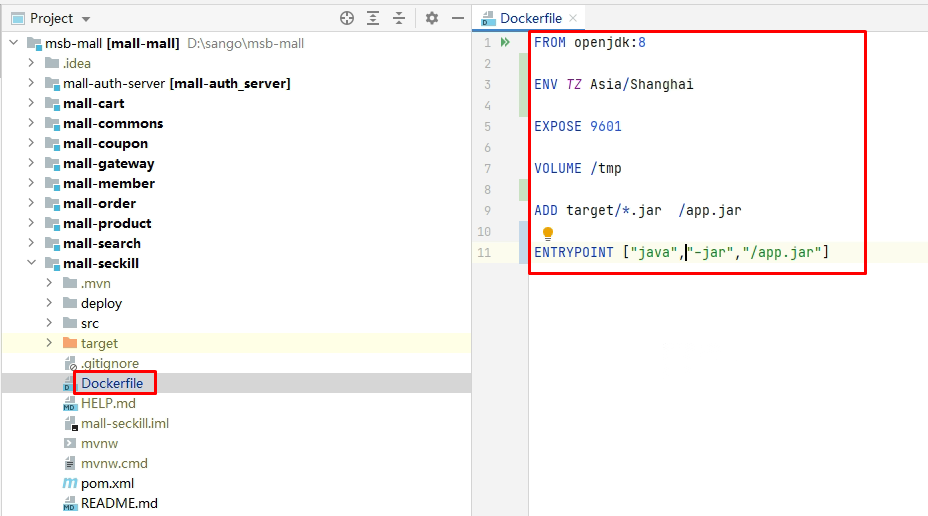 Project
msb-mall [mall-mall] D:\sango\msb-mall
.idea
mall-auth-server [mall-auth_server]
mall-cart
mall-commons
mall-coupon
mall-gateway
mall-member
mall-order
mall-product
mall-search
mall-seckill
.mvn
deploy
src
target
.gitignore
Dockerfile
HELP.md
mall-seckill.iml
mvnw
mvnw.cmd
pom.xml
README.md
Dockerfile
1 FROM openjdk:8
2
3 ENV TZ Asia/Shanghai
4
5 EXPOSE 9601
6
7 VOLUME /tmp
8
9 ADD target/*.jar  /app.jar
10
11 ENTRYPOINT ["java","-jar","/app.jar"]